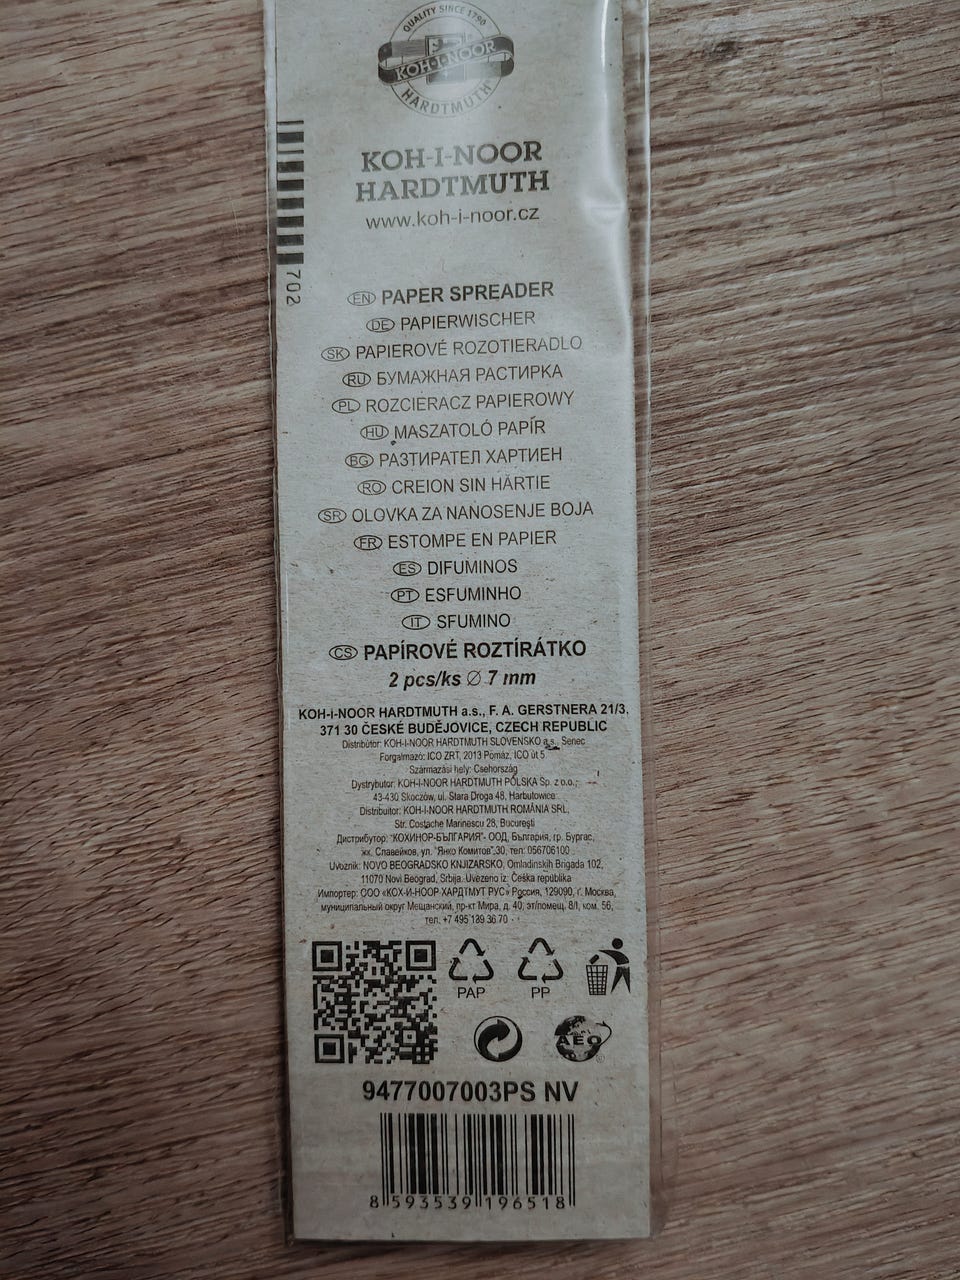 QUALITY SINCE 1790
KOH-I-NOOR
HARDTMUTH
KOH-I-NOOR
HARDTMUTH
www.koh-i-noor.cz
702
EN PAPER SPREADER
DE PAPIERWISCHER
SK PAPIEROVÉ ROZOTIERADLO
RU БУМАЖНАЯ РАСТИРКА
PL ROZCIERACZ PAPIEROWY
HU MASZATOLÓ PAPÍR
BG РАЗТИРАТЕЛ ХАРТИЕН
RO CREION SIN HÄRTIE
SR OLOVKA ZA NANOSENJE BOJA
FR ESTOMPE EN PAPIER
ES DIFUMINOS
PT ESFUMINHO
IT SFUMINO
CS PAPÍROVÉ ROZTÍRÁTKO
2 pcs/ks Ø 7 mm
KOH-i-NOOR HARDTMUTH a.s., F. A. GERSTNERA 21/3,
371 30 ČESKÉ BUDĚJOVICE, CZECH REPUBLIC
Distribútor: KOH-I-NOOR HARDTMUTH SLOVENSKO a.s., Senec
Forgalmazó: ICO ZRT, 2013 Pomáz, ICO út 5
Származási hely: Csehország
Dystrybutor: KOH-I-NOOR HARDTMUTH POLSKA Sp. z o.o.,
43-430 Skoczów, ul. Stara Droga 48, Harbutowice
Distribuitor: KOH-I-NOOR HARDTMUTH ROMÂNIA SRL,
Str. Costache Marinescu 28, București
Дистрибутор: "КОХИНОР-БЪЛГАРИЯ"- ООД, България, гр. Бургас,
жк. Славейков, ул. "Янко Комитов" 30, тел: 056706100
Uvoznik: NOVO BEOGRADSKO KNJIZARSKO, Omladinskih Brigada 102,
11070 Novi Beograd, Srbija. Uvezeno iz: Češka republika
Импортер: ООО «КОХ-И-НООР ХАРДТМУТ РУС» Россия, 129090, г. Москва,
муниципальный округ Мещанский, пр-кт Мира, д. 40, эт/помещ. 8/I, ком. 56,
тел. +7 495 139 36 70
PAP
PP
AEO
9477007003PS NV
8 593539 196518